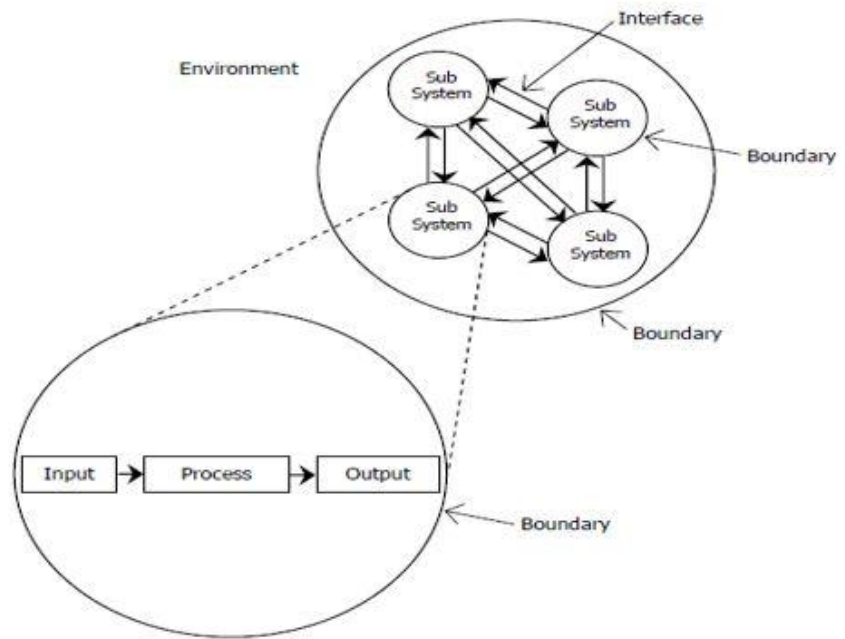 Interface
Environment
Sub
System
Sub
System
Boundary
Sub
System
Sub
System
Boundary
Input
Process
Output
Boundary